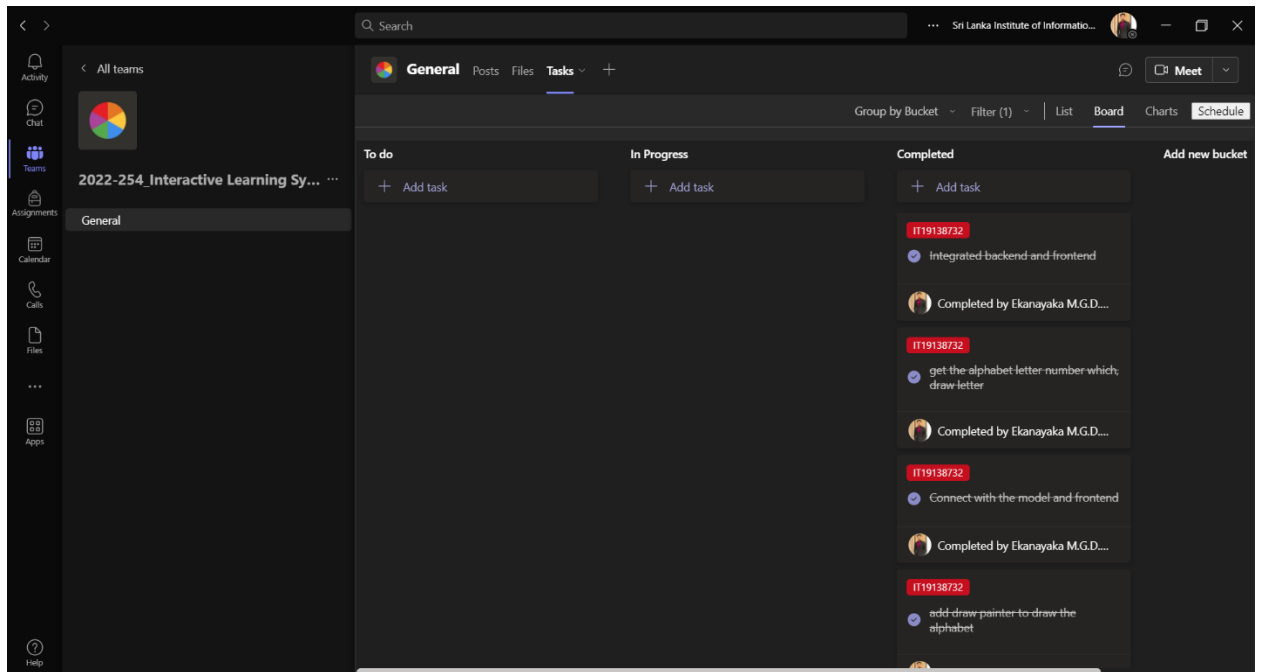 Search
Sri Lanka Institute of Informatio...
Activity
Chat
Teams
Assignments
Calendar
Calls
Files
Apps
Help
All teams
2022-254_Interactive Learning Sy...
General
General Posts Files Tasks
Meet
Group by Bucket Filter (1) List Board Charts Schedule
To do
Add task
In Progress
Add task
Completed
Add task
IT19138732
Integrated backend and frontend
Completed by Ekanayaka M.G.D....
IT19138732
get the alphabet letter number which,
draw letter
Completed by Ekanayaka M.G.D....
IT19138732
Connect with the model and frontend
Completed by Ekanayaka M.G.D....
IT19138732
add draw painter to draw the
alphabet
Add new bucket